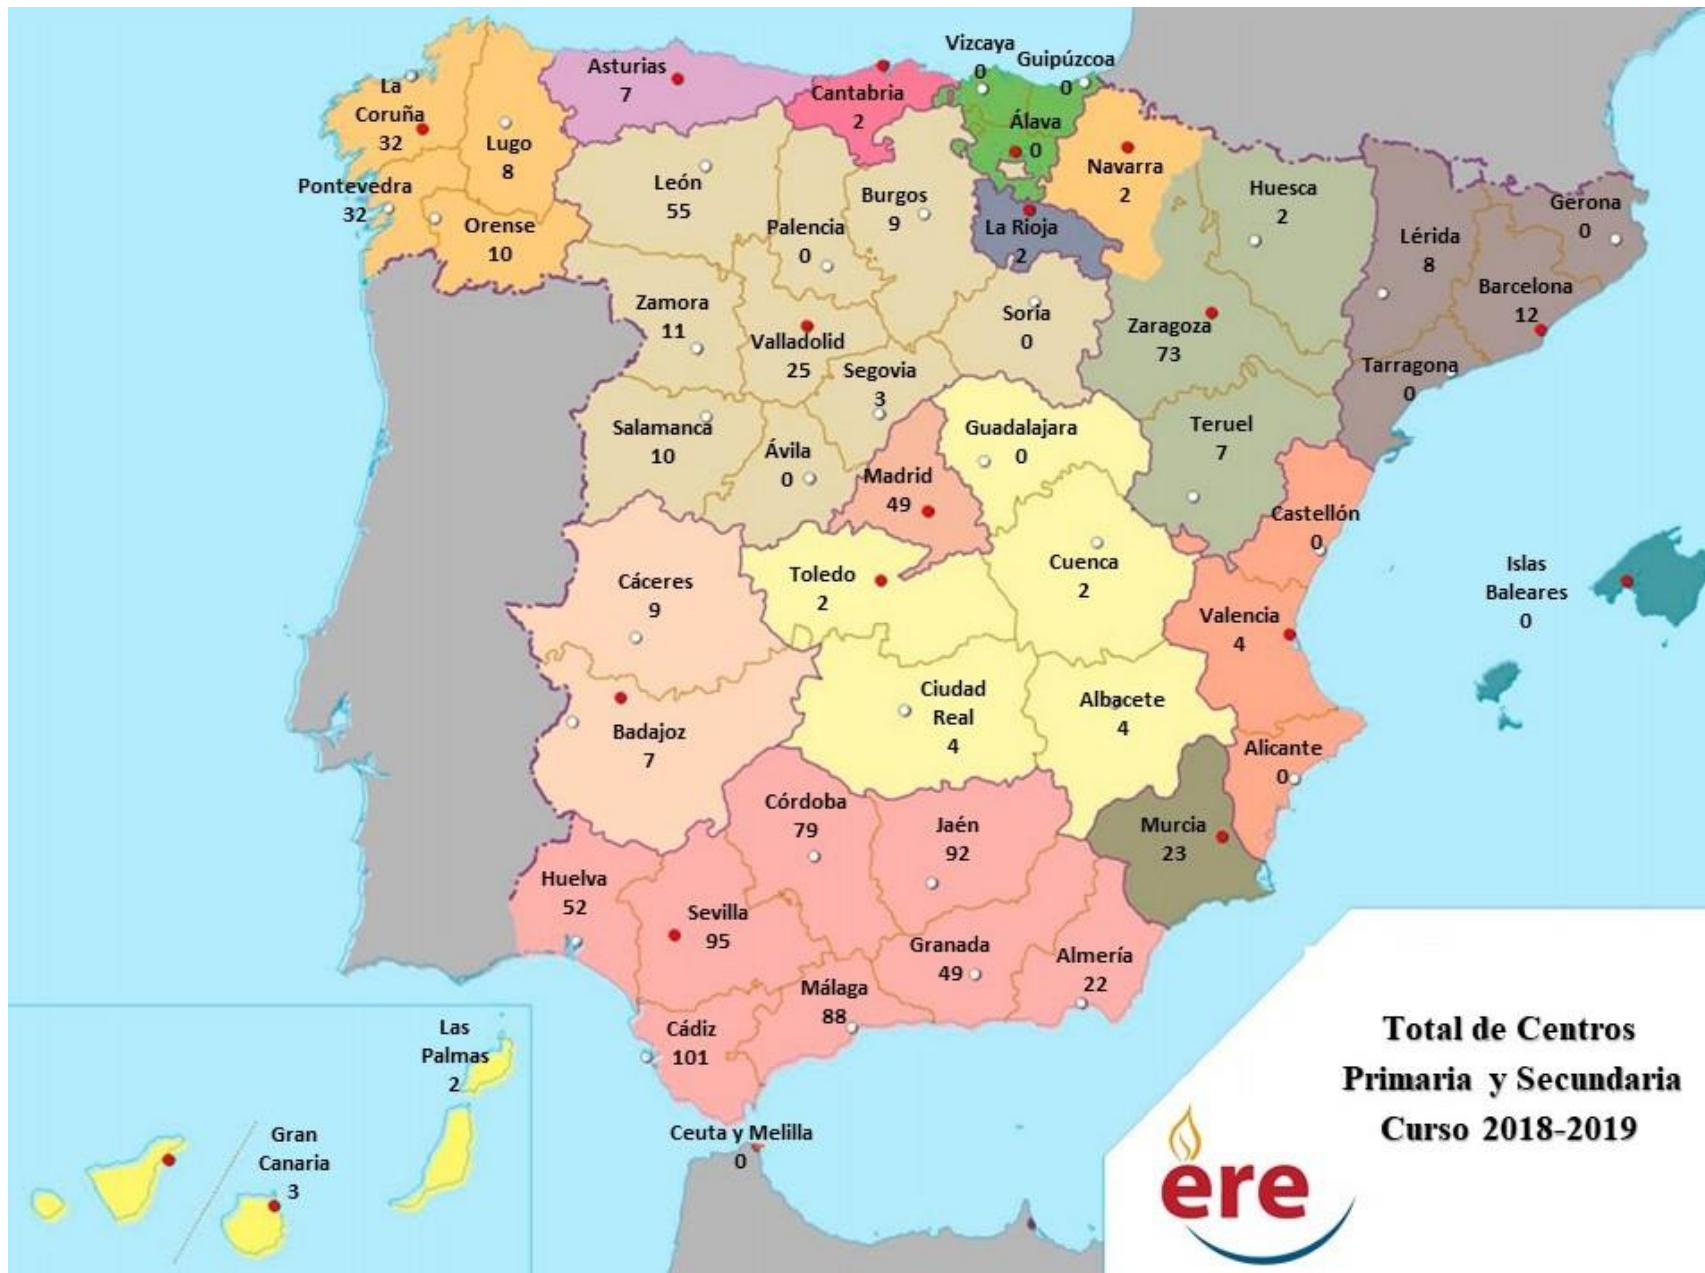 Vizcaya
0
Guipúzcoa
0
Asturias
7
Cantabria
2
La
Coruña
32
Lugo
8
Álava
0
Navarra
2
Pontevedra
32
León
55
Burgos
9
Huesca
2
Gerona
0
Orense
10
Palencia
0
La Rioja
2
Lérida
8
Barcelona
12
Zamora
11
Valladolid
25
Soria
0
Zaragoza
73
Segovia
3
Tarragona
0
Salamanca
10
Ávila
0
Guadalajara
0
Teruel
7
Madrid
49
Castellón
0
Cáceres
9
Toledo
2
Cuenca
2
Islas
Baleares
0
Valencia
4
Badajoz
7
Ciudad
Real
4
Albacete
4
Alicante
0
Córdoba
79
Jaén
92
Murcia
23
Huelva
52
Sevilla
95
Granada
49
Almería
22
Málaga
88
Cádiz
101
Las
Palmas
2
Gran
Canaria
3
Ceuta y Melilla
0
Total de Centros
Primaria y Secundaria
Curso 2018-2019
ere